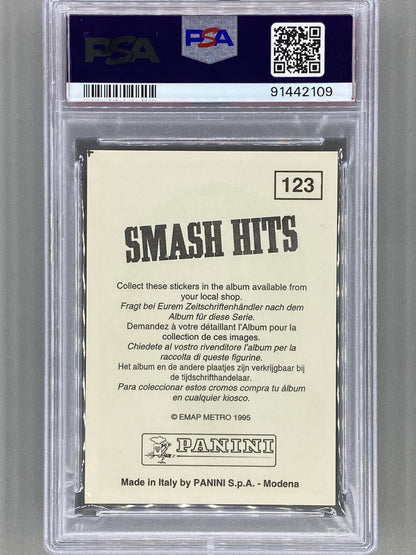 PSA
PSA
91442109
123
SMASH HITS
Collect these stickers in the album available from
your local shop.
Fragt bei Eurem Zeitschriftenhändler nach dem
Album für diese Serie.
Demandez à votre détaillant l'Album pour la
collection de ces images.
Chiedete al vostro rivenditore l'album per la
raccolta di queste figurine.
Het album en de andere plaatjes zijn verkrijgbaar bij
de tijdschrifthandelaar.
Para coleccionar estos cromos compra tu álbum
en cualquier kiosco.
© EMAP METRO 1995
PANINI
Made in Italy by PANINI S.p.A. - Modena